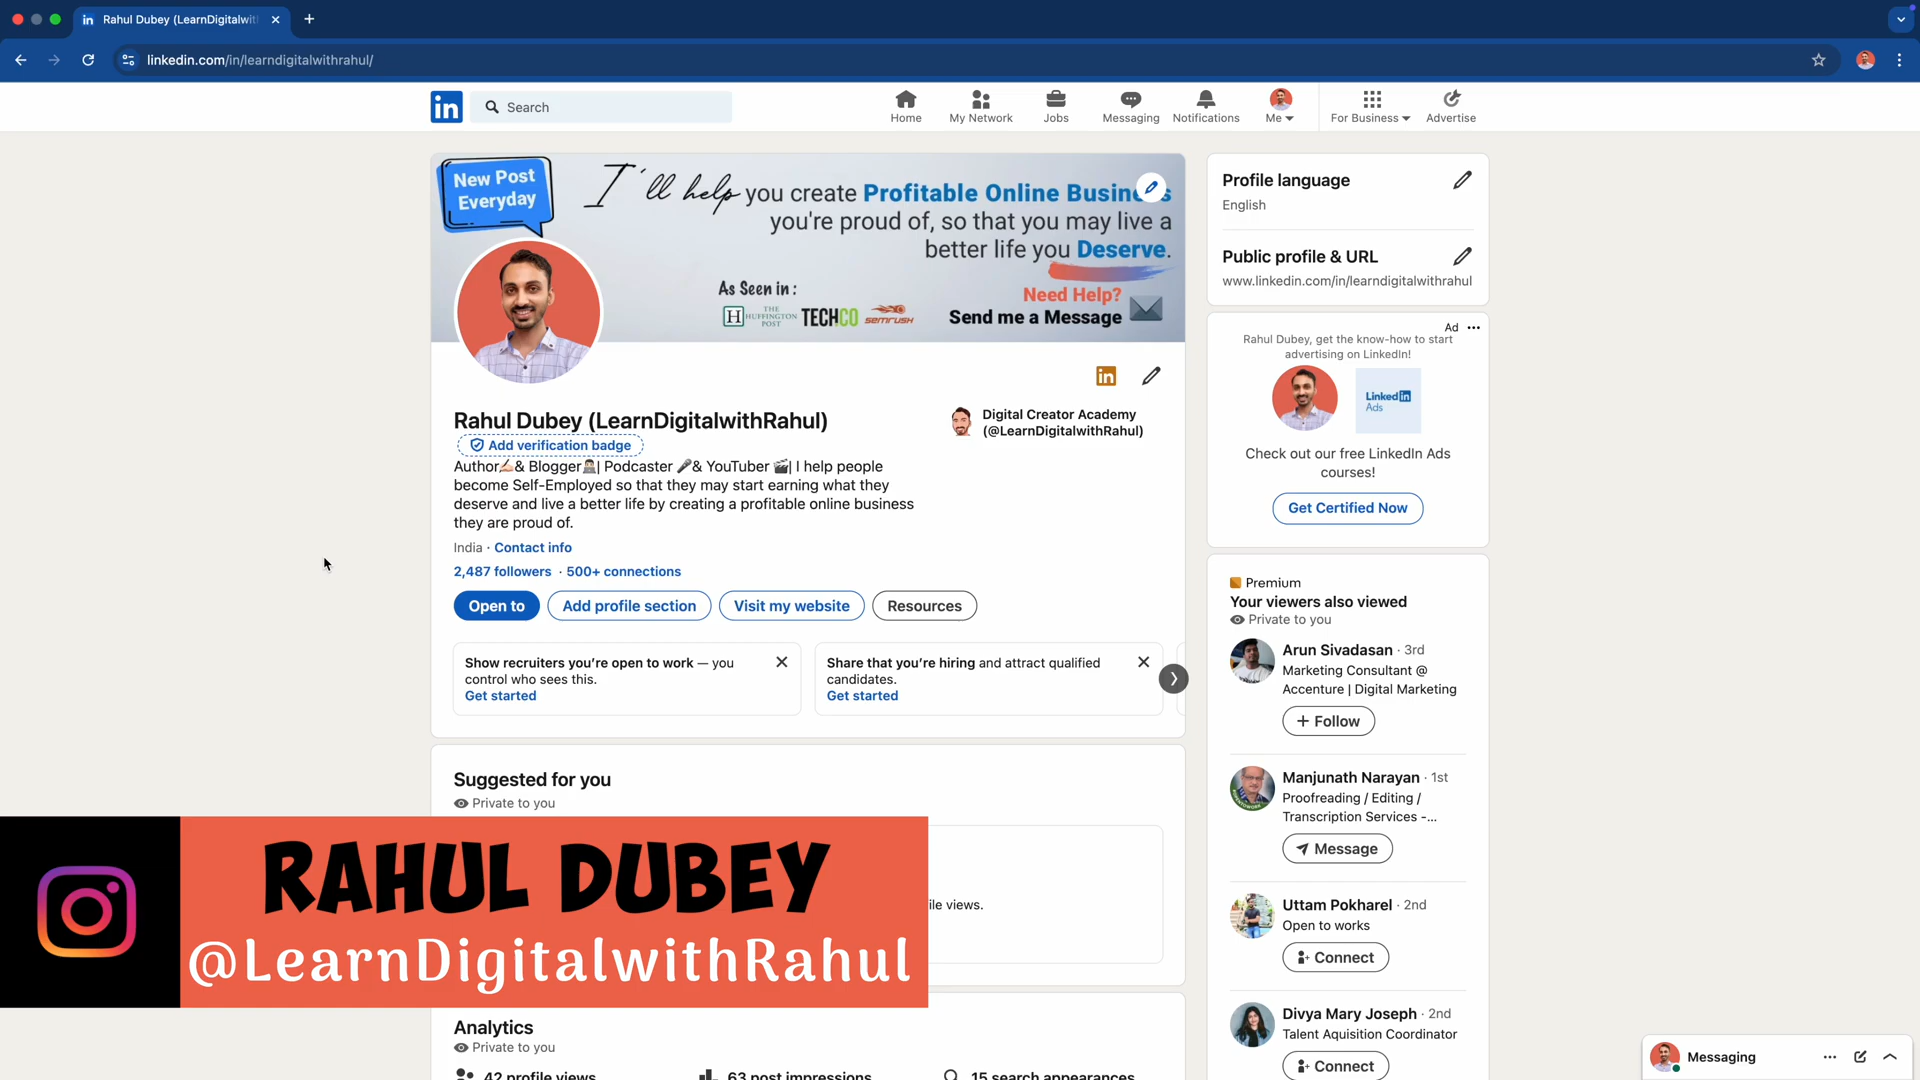 Rahul Dubey (LearnDigitalwit
linkedin.com/in/learndigitalwithrahul/
in
Search
Home
My Network
Jobs
Messaging
Notifications
Me
For Business
Advertise
New Post
Everyday
I'll help you create Profitable Online Business
you're proud of, so that you may live a
better life you Deserve.
As Seen in :
H THE HUFFINGTON POST
TECHCO
SEMRUSH
Need Help?
Send me a Message
Rahul Dubey (LearnDigitalwithRahul)
Add verification badge
Author✍🏻& Blogger👨🏻‍💻| Podcaster 🎤& YouTuber 🎬| I help people
become Self-Employed so that they may start earning what they
deserve and live a better life by creating a profitable online business
they are proud of.
India · Contact info
2,487 followers · 500+ connections
Digital Creator Academy
(@LearnDigitalwithRahul)
Open to
Add profile section
Visit my website
Resources
Show recruiters you're open to work — you
control who sees this.
Get started
Share that you're hiring and attract qualified
candidates.
Get started
Suggested for you
Private to you
ile views.
RAHUL DUBEY
@LearnDigitalwithRahul
Analytics
Private to you
42 profile views
63 post impressions
15 search appearances
Profile language
English
Public profile & URL
www.linkedin.com/in/learndigitalwithrahul
Ad
Rahul Dubey, get the know-how to start
advertising on LinkedIn!
Linked in
Ads
Check out our free LinkedIn Ads
courses!
Get Certified Now
Premium
Your viewers also viewed
Private to you
Arun Sivadasan · 3rd
Marketing Consultant @
Accenture | Digital Marketing
+ Follow
Manjunath Narayan · 1st
Proofreading / Editing /
Transcription Services -...
Message
Uttam Pokharel · 2nd
Open to works
Connect
Divya Mary Joseph · 2nd
Talent Aquisition Coordinator
Connect
Messaging